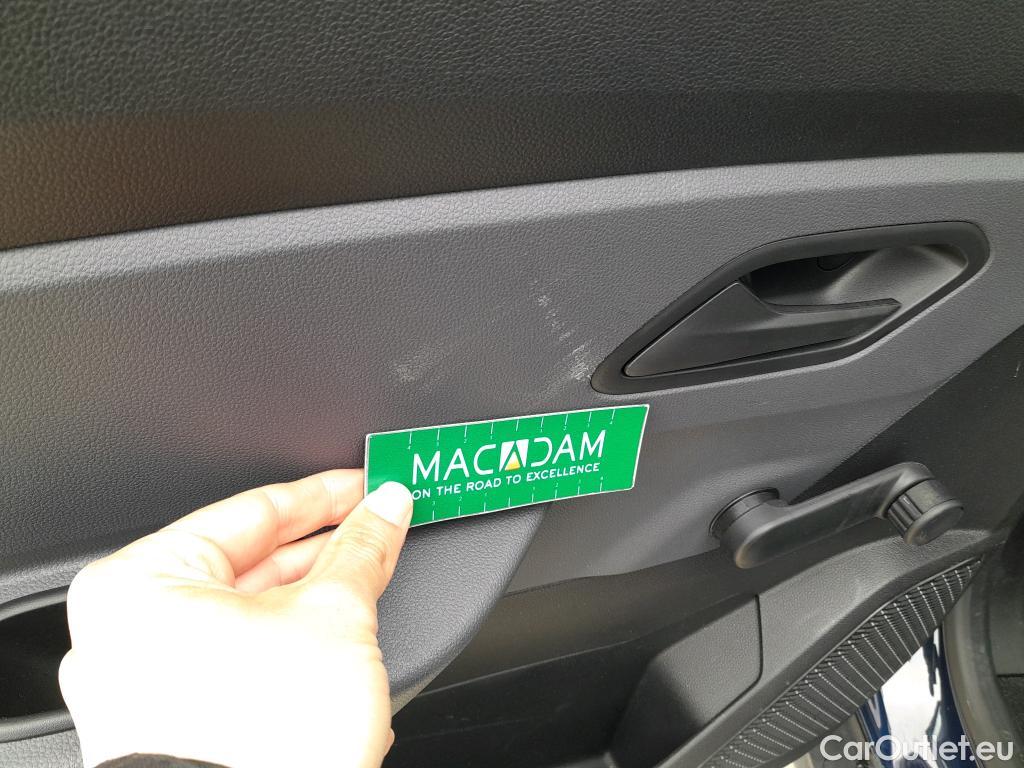 MACADAM
ON THE ROAD TO EXCELLENCE
CarOutlet.eu